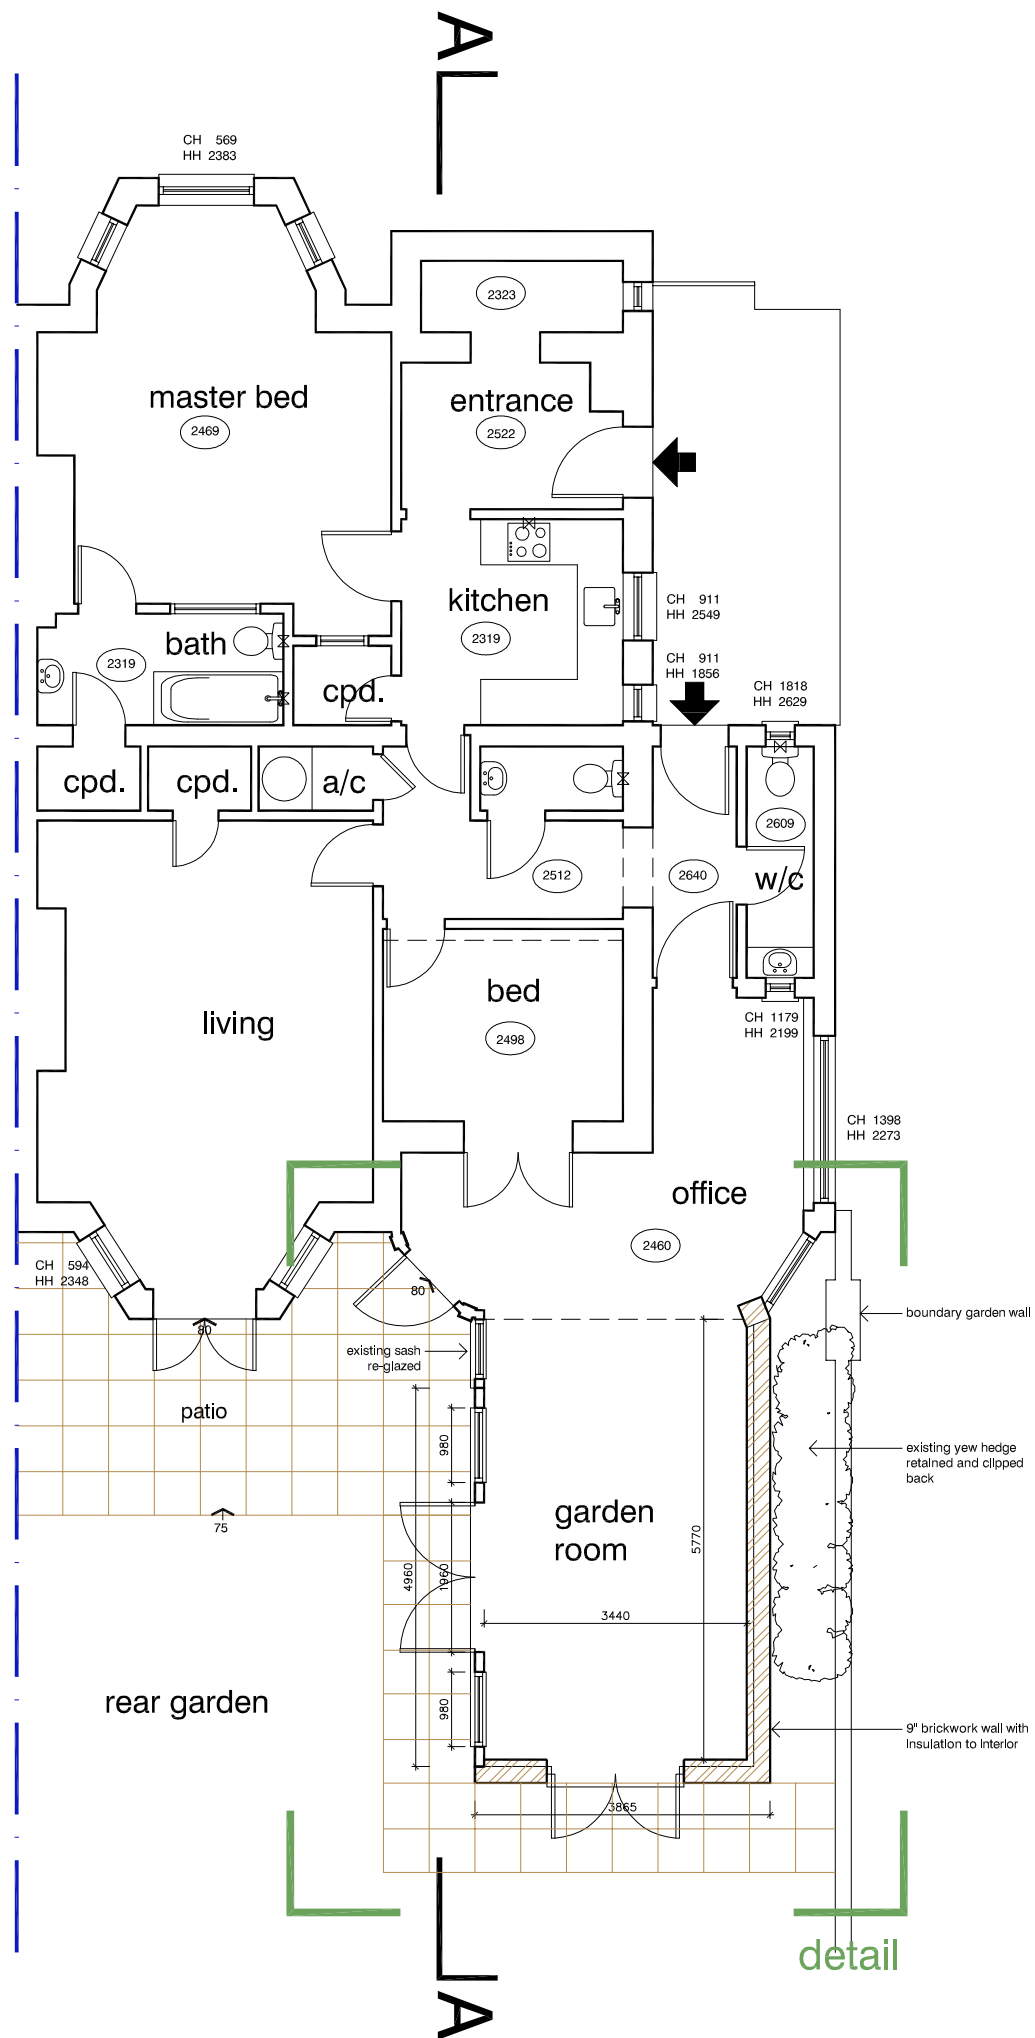 A
CH 569
HH 2383
2323
master bed
2469
entrance
2522
kitchen
2319
CH 911
HH 2549
CH 911
HH 1856
bath
2319
cpd.
CH 1818
HH 2629
cpd.
cpd.
a/c
2609
2512
2640
w/c
bed
2498
living
CH 1179
HH 2199
CH 1398
HH 2273
office
2460
CH 594
HH 2348
80
80
boundary garden wall
existing sash
re-glazed
patio
980
existing yew hedge
retained and clipped
back
75
garden
room
5770
4960
1960
3440
980
rear garden
9" brickwork wall with
insulation to interior
3865
detail
A